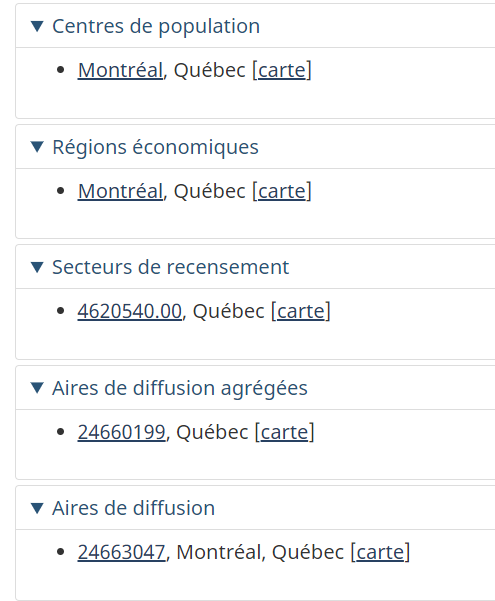 ▼ Centres de population
• Montréal, Québec [carte]
▼ Régions économiques
• Montréal, Québec [carte]
▼ Secteurs de recensement
• 4620540.00, Québec [carte]
▼ Aires de diffusion agrégées
• 24660199, Québec [carte]
▼ Aires de diffusion
• 24663047, Montréal, Québec [carte]